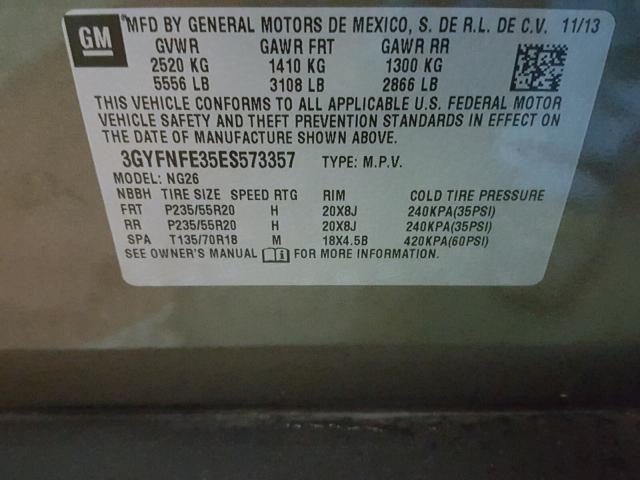 GM
MFD BY GENERAL MOTORS DE MEXICO, S. DE R.L. DE C.V. 11/13
GVWR GAWR FRT GAWR RR
2520 KG 1410 KG 1300 KG
5556 LB 3108 LB 2866 LB
THIS VEHICLE CONFORMS TO ALL APPLICABLE U.S. FEDERAL MOTOR
VEHICLE SAFETY AND THEFT PREVENTION STANDARDS IN EFFECT ON
THE DATE OF MANUFACTURE SHOWN ABOVE.
3GYFNFE35ES573357 TYPE: M.P.V.
MODEL: NG26
NBBH TIRE SIZE SPEED RTG RIM COLD TIRE PRESSURE
FRT P235/55R20 H 20X8J 240KPA(35PSI)
RR P235/55R20 H 20X8J 240KPA(35PSI)
SPA T135/70R18 M 18X4.5B 420KPA(60PSI)
SEE OWNER'S MANUAL FOR MORE INFORMATION.